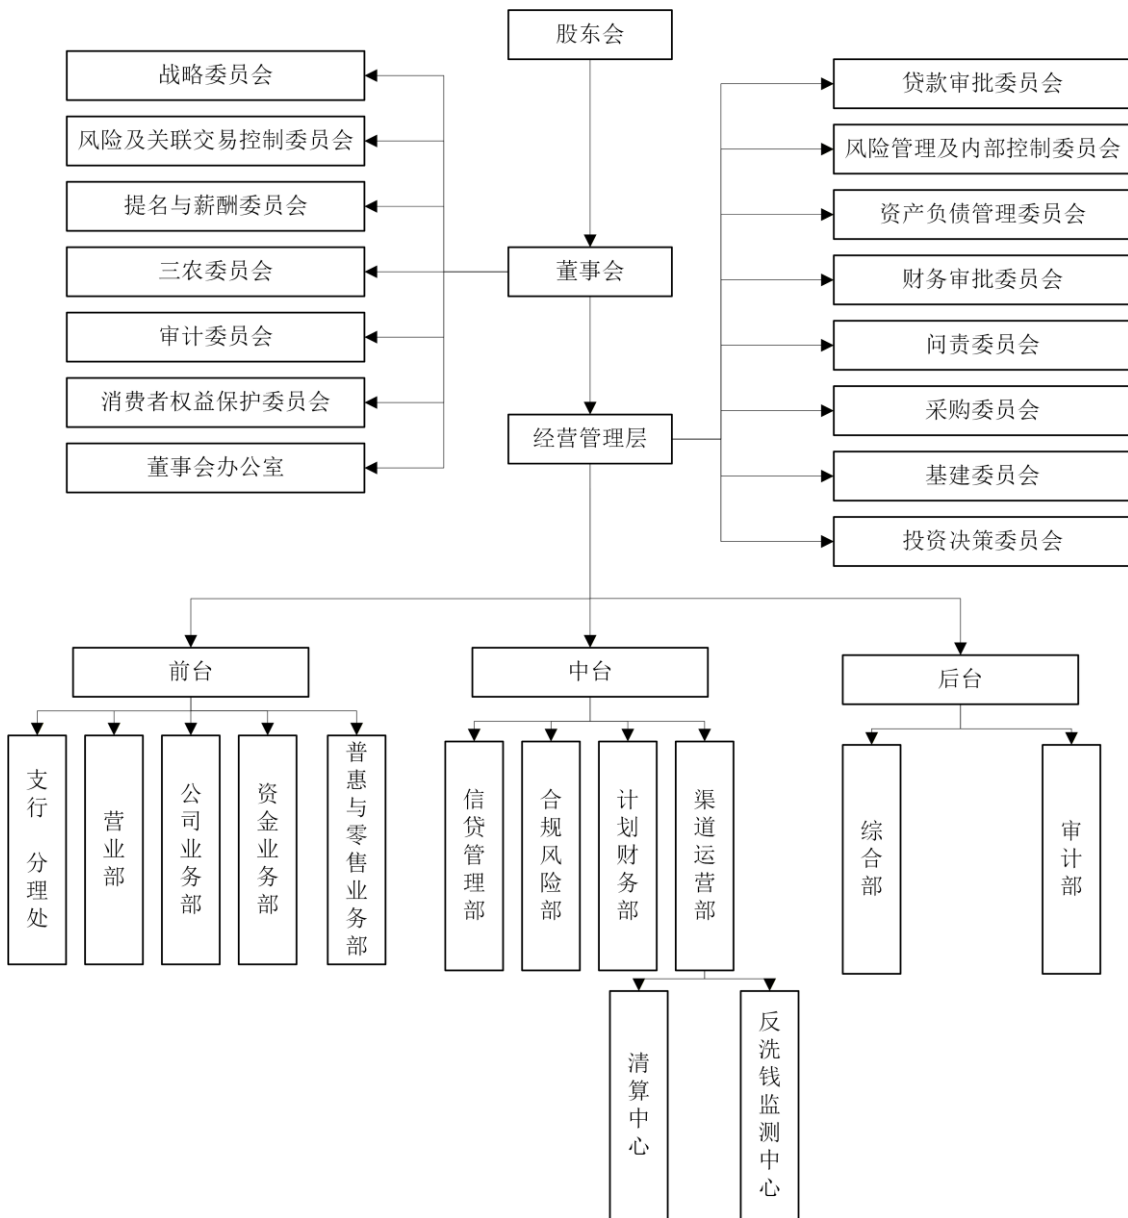 股东会
战略委员会
风险及关联交易控制委员会
提名与薪酬委员会
三农委员会
审计委员会
消费者权益保护委员会
董事会办公室
董事会
经营管理层
贷款审批委员会
风险管理及内部控制委员会
资产负债管理委员会
财务审批委员会
问责委员会
采购委员会
基建委员会
投资决策委员会
前台
中台
后台
支行 分理处
营业部
公司业务部
资金业务部
普惠与零售业务部
信贷管理部
合规风险部
计划财务部
渠道运营部
综合部
审计部
清算中心
反洗钱监测中心